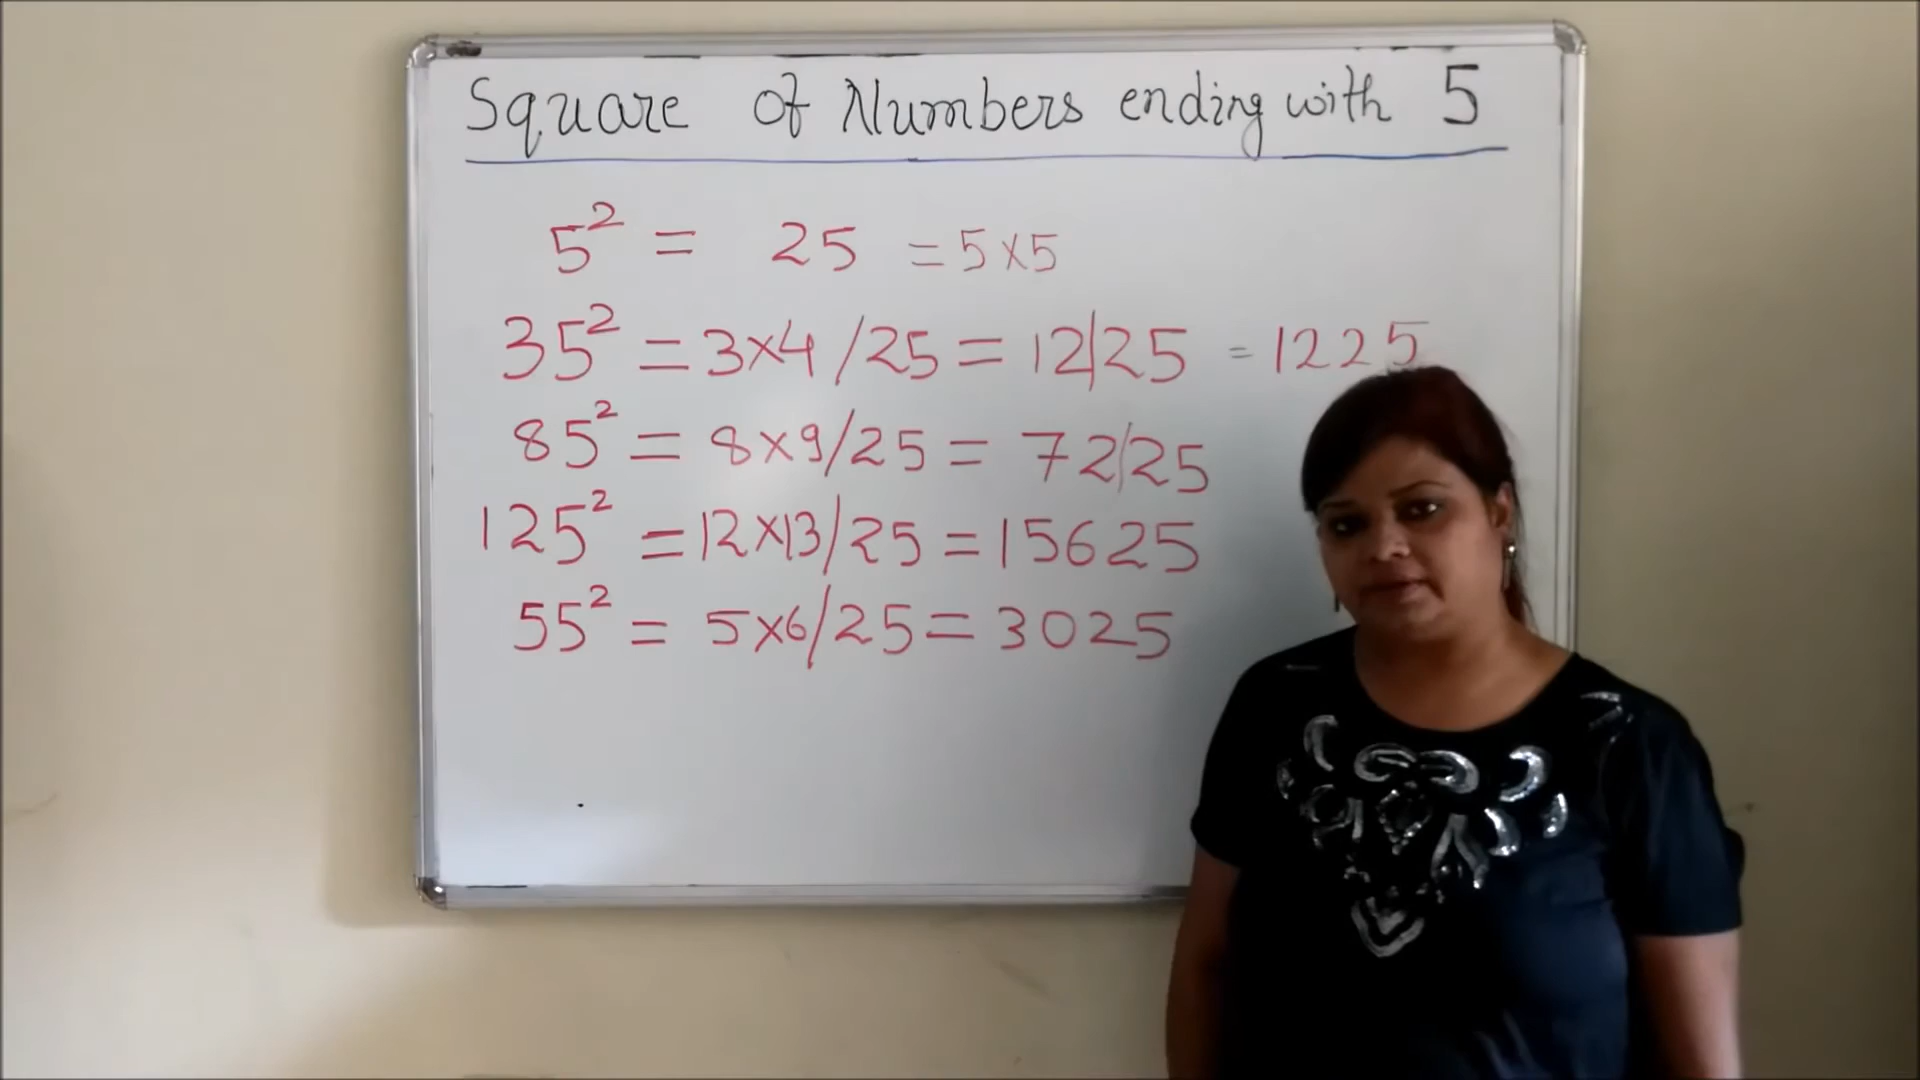 Square of Numbers ending with 5
5² = 25 = 5×5
35² = 3×4 /25 = 12|25 = 1225
85² = 8×9/25 = 72/25
125² = 12×13/25 = 15625
55² = 5×6/25 = 3025